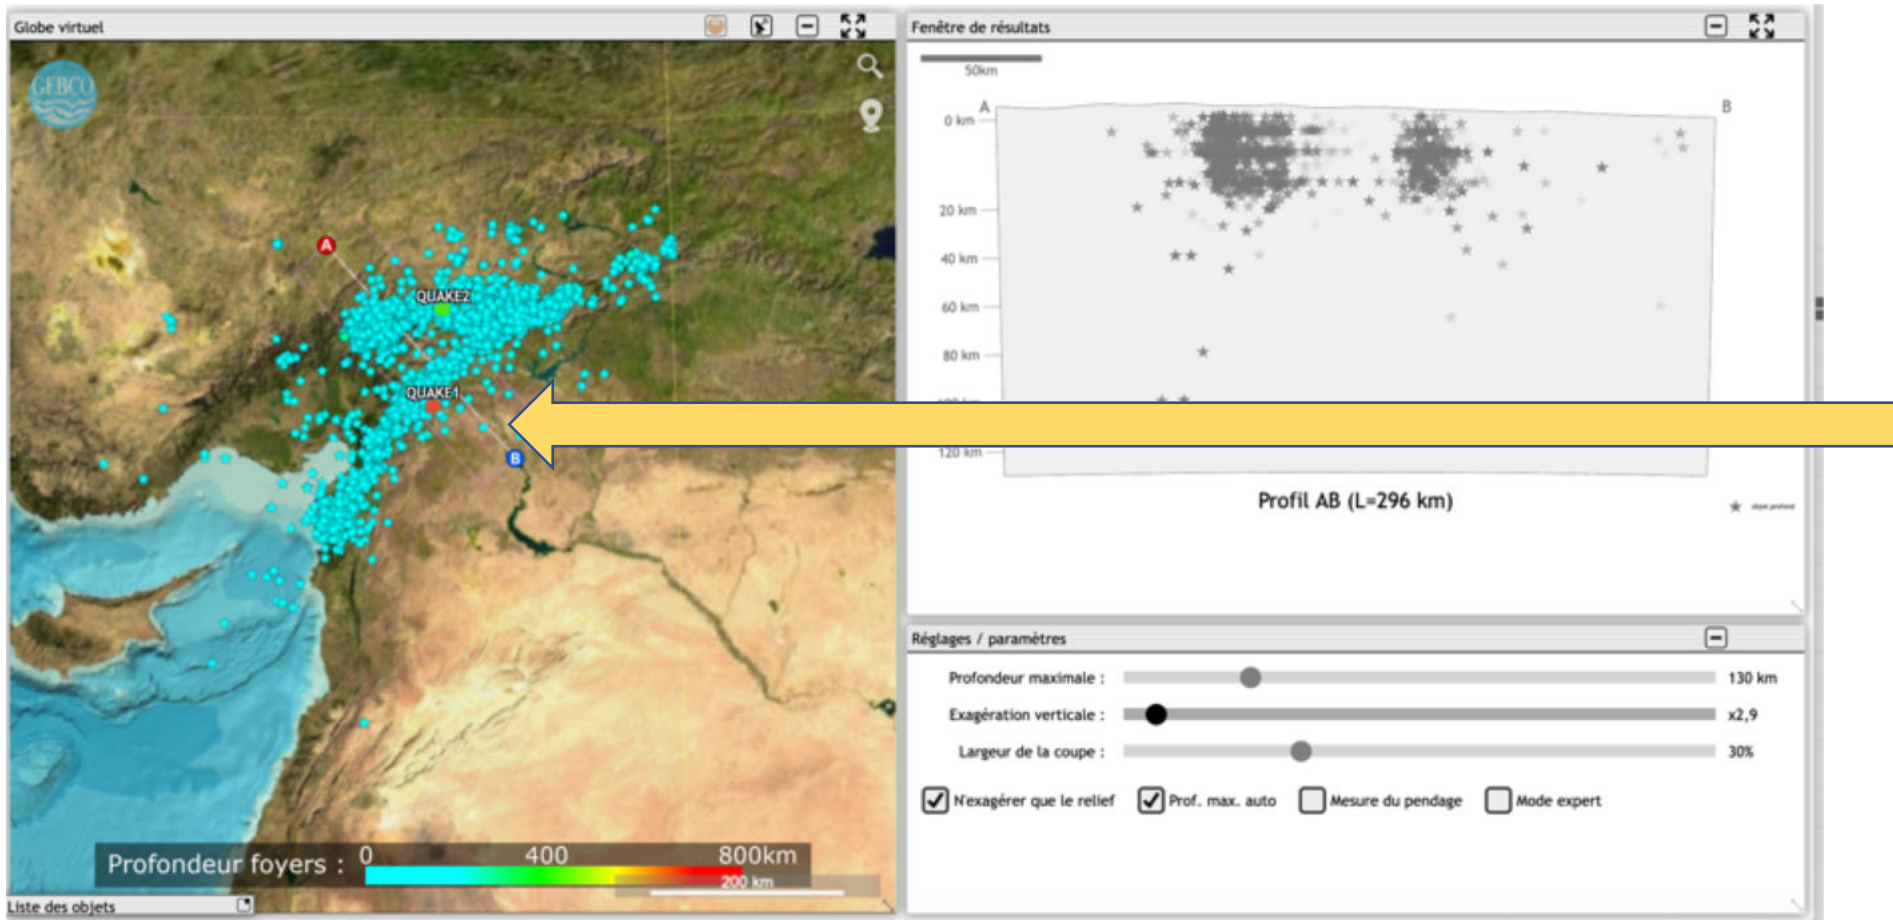 Globe virtuel
GEBCO
A
QUAKE2
QUAKE1
B
Profondeur foyers : 0 400 800km
200 km
Liste des objets
Fenêtre de résultats
50km
A B
0 km
20 km
40 km
60 km
80 km
120 km
Profil AB (L=296 km)
objet profond
Réglages / paramètres
Profondeur maximale : 130 km
Exagération verticale : x2,9
Largeur de la coupe : 30%
N'exagérer que le relief Prof. max. auto Mesure du pendage Mode expert